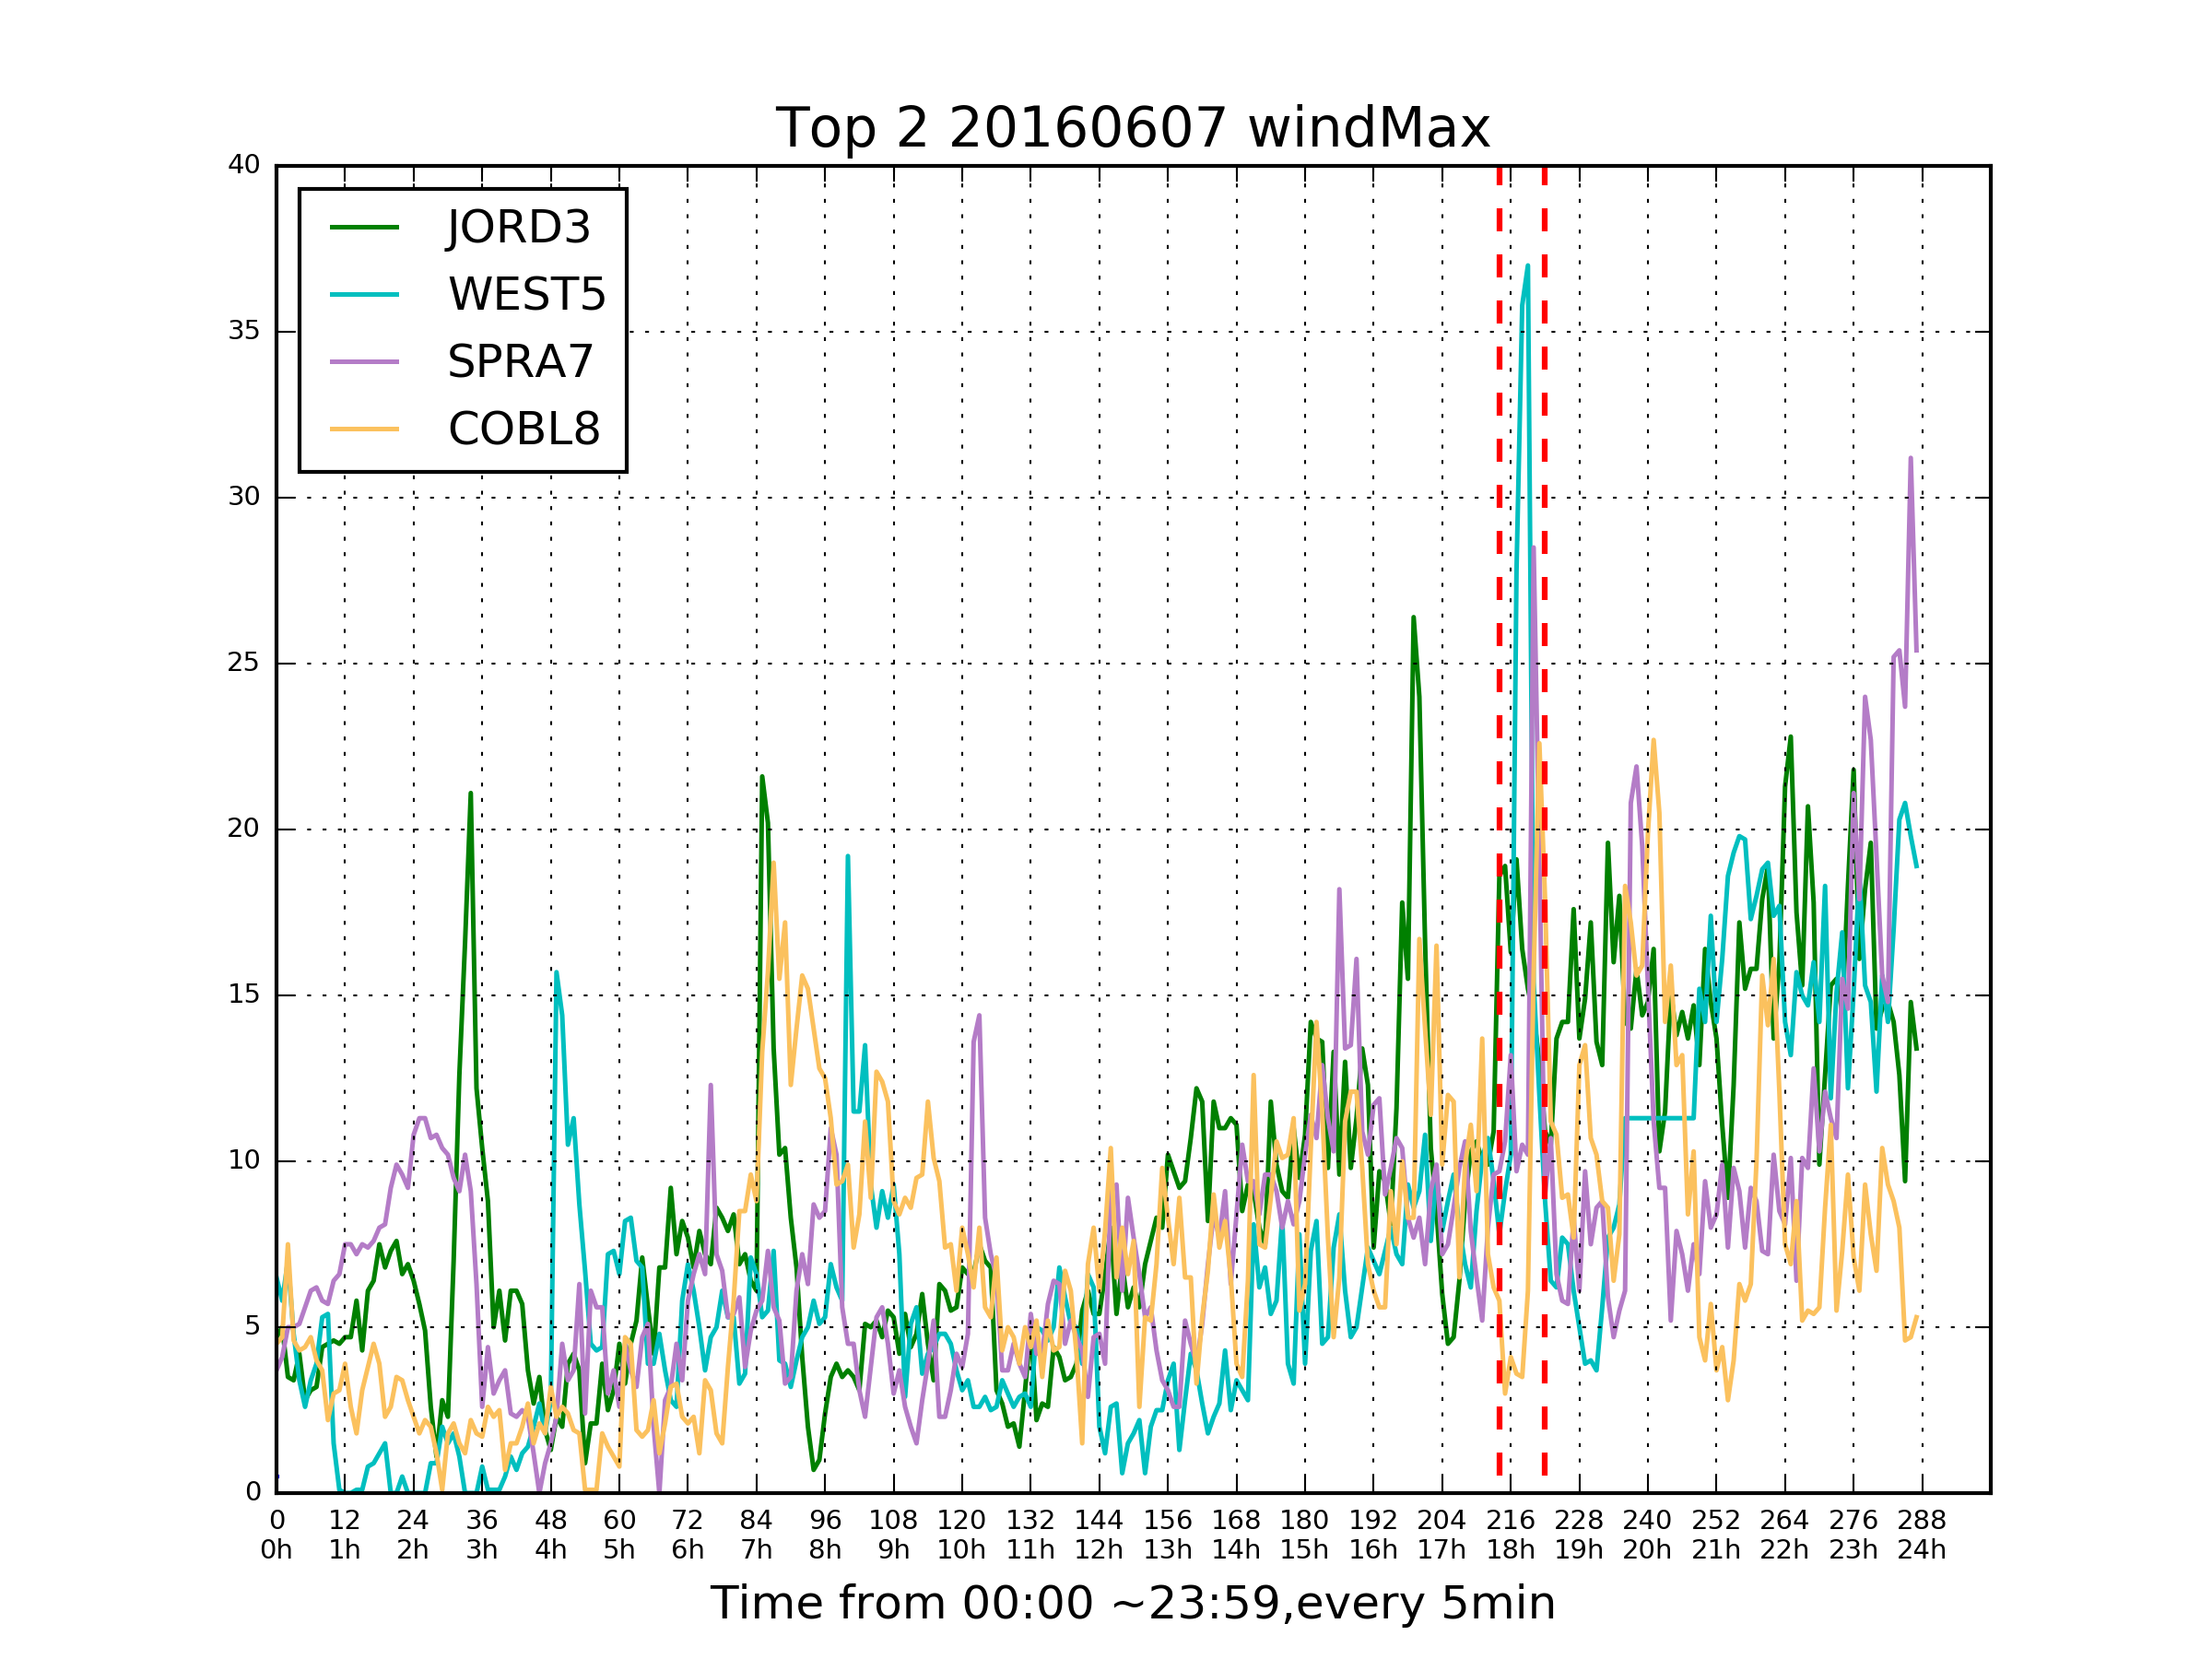 Top 2 20160607 windMax
40
35
30
25
20
15
10
5
0
JORD3
WEST5
SPRA7
COBL8
0 12 24 36 48 60 72 84 96 108 120 132 144 156 168 180 192 204 216 228 240 252 264 276 288
0h 1h 2h 3h 4h 5h 6h 7h 8h 9h 10h 11h 12h 13h 14h 15h 16h 17h 18h 19h 20h 21h 22h 23h 24h
Time from 00:00 ~23:59,every 5min